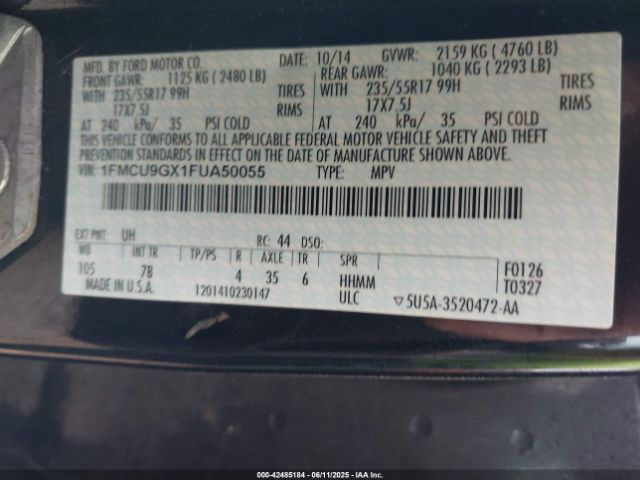 MFD. BY FORD MOTOR CO. DATE: 10/14 GVWR: 2159 KG ( 4760 LB)
FRONT GAWR: 1125 KG ( 2480 LB) REAR GAWR: 1040 KG ( 2293 LB)
WITH 235/55R17 99H TIRES WITH 235/55R17 99H TIRES
17X7.5J RIMS 17X7.5J RIMS
AT 240 kPa/ 35 PSI COLD AT 240 kPa/ 35 PSI COLD
THIS VEHICLE CONFORMS TO ALL APPLICABLE FEDERAL MOTOR VEHICLE SAFETY AND THEFT
PREVENTION STANDARDS IN EFFECT ON THE DATE OF MANUFACTURE SHOWN ABOVE.
VIN: 1FMCU9GX1FUA50055 TYPE: MPV
EXT PNT: UH RC: 44 DSO:
WB INT TR TP/PS R AXLE TR SPR
105 7B 4 35 6 HHMM F0126
MADE IN U.S.A. 1201410230147 ULC T0327
▽5U5A-3520472-AA
000-42485184 - 06/11/2025 - IAAI, Inc.